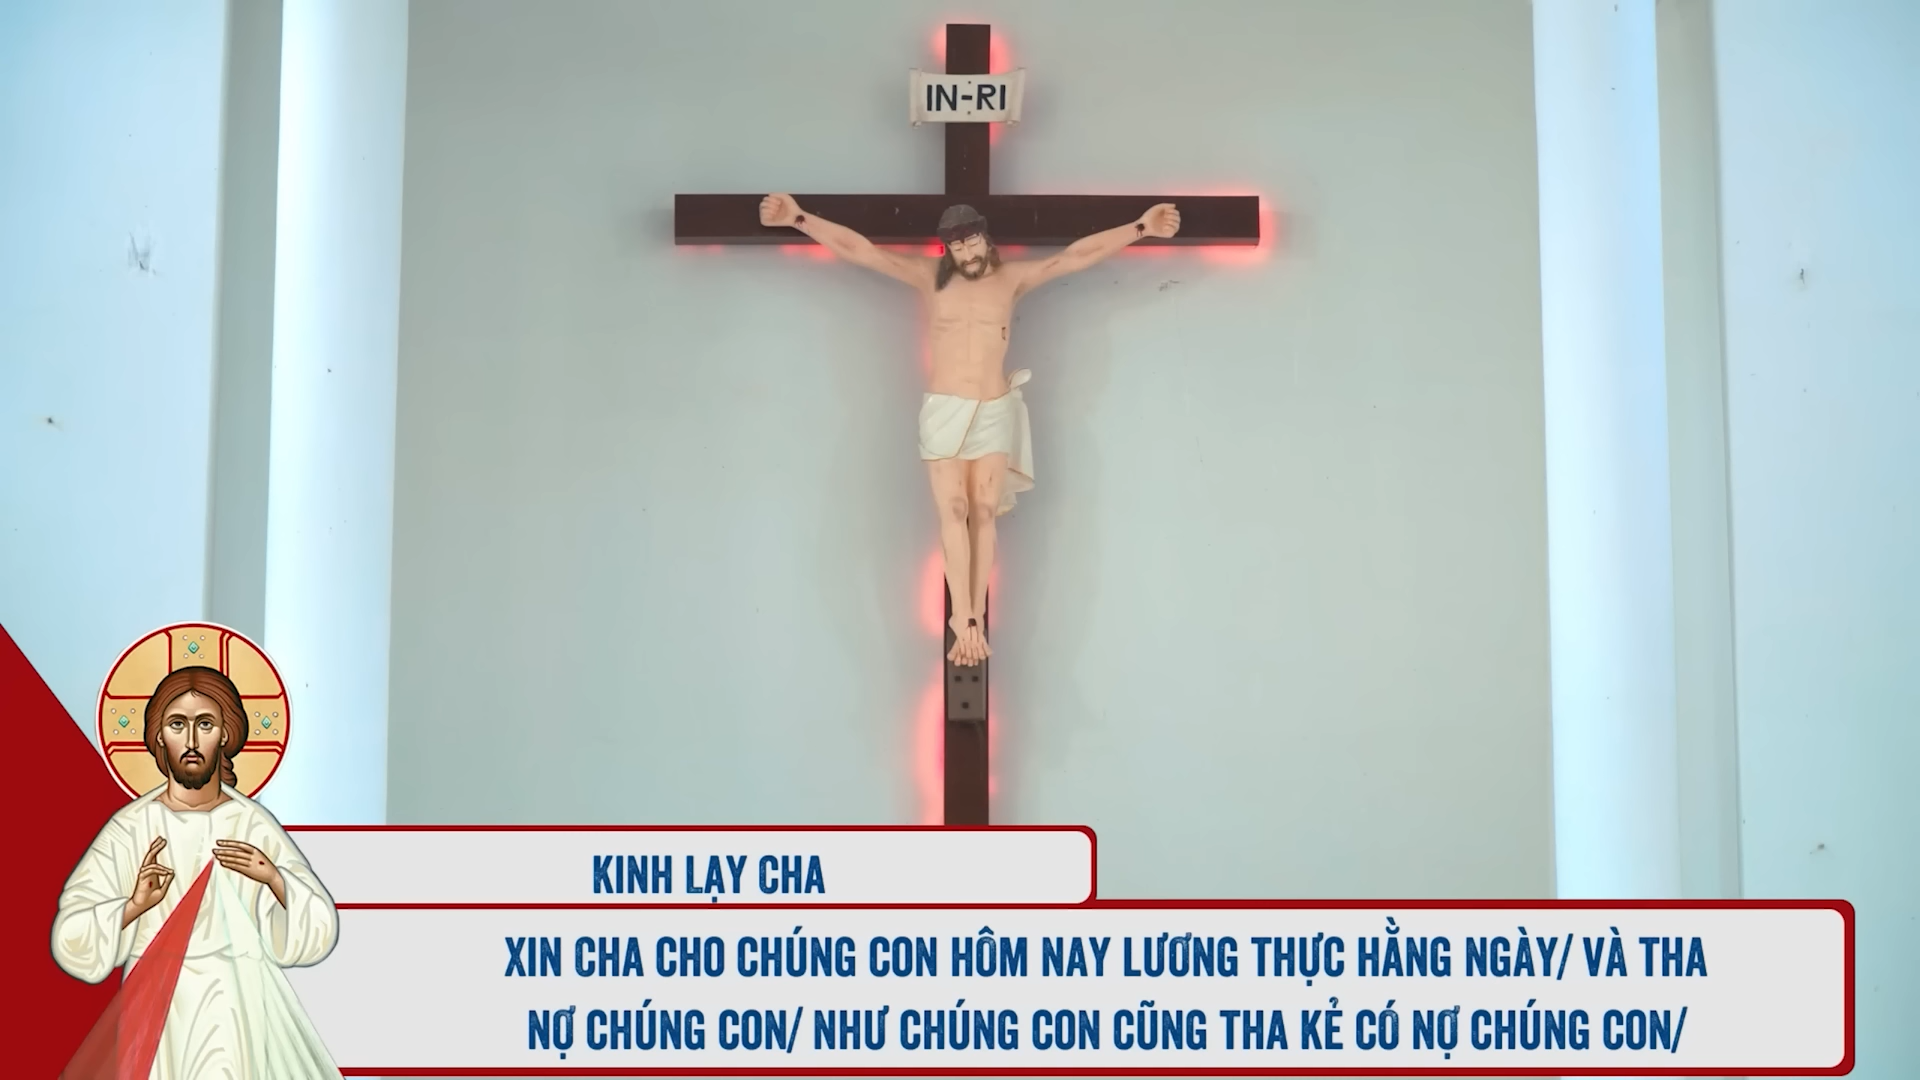 IN-RI
KINH LẠY CHA
XIN CHA CHO CHÚNG CON HÔM NAY LƯƠNG THỰC HẰNG NGÀY/ VÀ THA
NỢ CHÚNG CON/ NHƯ CHÚNG CON CŨNG THA KẺ CÓ NỢ CHÚNG CON/